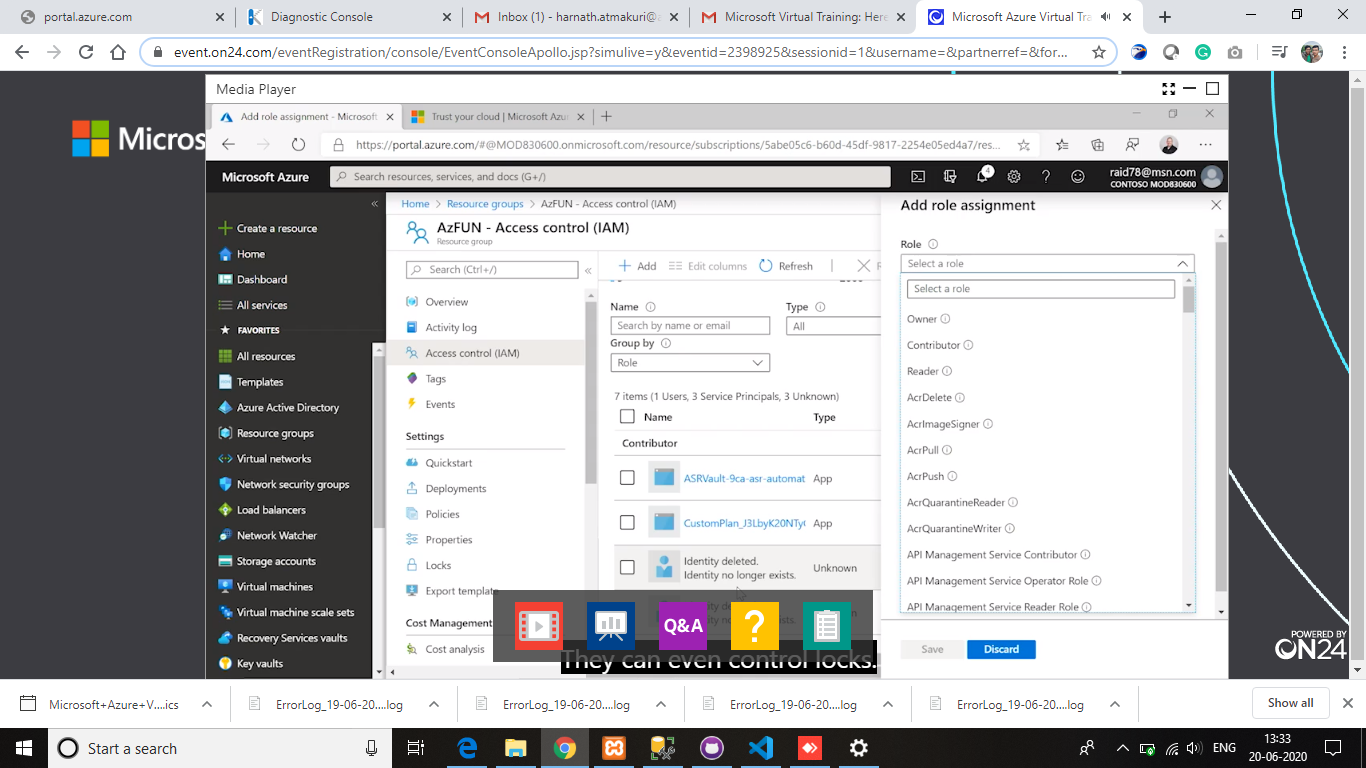 portal.azure.com
Diagnostic Console
Inbox (1) - harnath.atmakuri@
Microsoft Virtual Training: Here
Microsoft Azure Virtual Tra
event.on24.com/eventRegistration/console/EventConsoleApollo.jsp?simulive=y&eventid=2398925&sessionid=1&username=&partnerref=&for...
Micros
Media Player
Add role assignment - Microsoft
Trust your cloud | Microsoft Azu
https://portal.azure.com/#@MOD830600.onmicrosoft.com/resource/subscriptions/5abe05c6-b60d-45df-9817-2254e05ed4a7/res...
Microsoft Azure
Search resources, services, and docs (G+/)
4
raid78@msn.com
CONTOSO MOD830600
Create a resource
Home
Dashboard
All services
FAVORITES
All resources
Templates
Azure Active Directory
Resource groups
Virtual networks
Network security groups
Load balancers
Network Watcher
Storage accounts
Virtual machines
Virtual machine scale sets
Recovery Services vaults
Key vaults
Home > Resource groups > AzFUN - Access control (IAM)
AzFUN - Access control (IAM)
Resource group
Search (Ctrl+/)
Overview
Activity log
Access control (IAM)
Tags
Events
Settings
Quickstart
Deployments
Policies
Properties
Locks
Export template
Cost Management
Cost analysis
Add
Edit columns
Refresh
Name
Type
Search by name or email
All
Group by
Role
7 items (1 Users, 3 Service Principals, 3 Unknown)
Name
Type
Contributor
ASRVault-9ca-asr-automat
App
CustomPlan_J3LbyK20NTy
App
Identity deleted.
Identity no longer exists.
Unknown
Add role assignment
Role
Select a role
Select a role
Owner
Contributor
Reader
AcrDelete
AcrImageSigner
AcrPull
AcrPush
AcrQuarantineReader
AcrQuarantineWriter
API Management Service Contributor
API Management Service Operator Role
API Management Service Reader Role
Save
Discard
Q&A
?
They can even control locks.
POWERED BY
ON24
Microsoft+Azure+V....ics
ErrorLog_19-06-20....log
ErrorLog_19-06-20....log
ErrorLog_19-06-20....log
ErrorLog_19-06-20....log
Show all
Start a search
ENG
13:33
20-06-2020